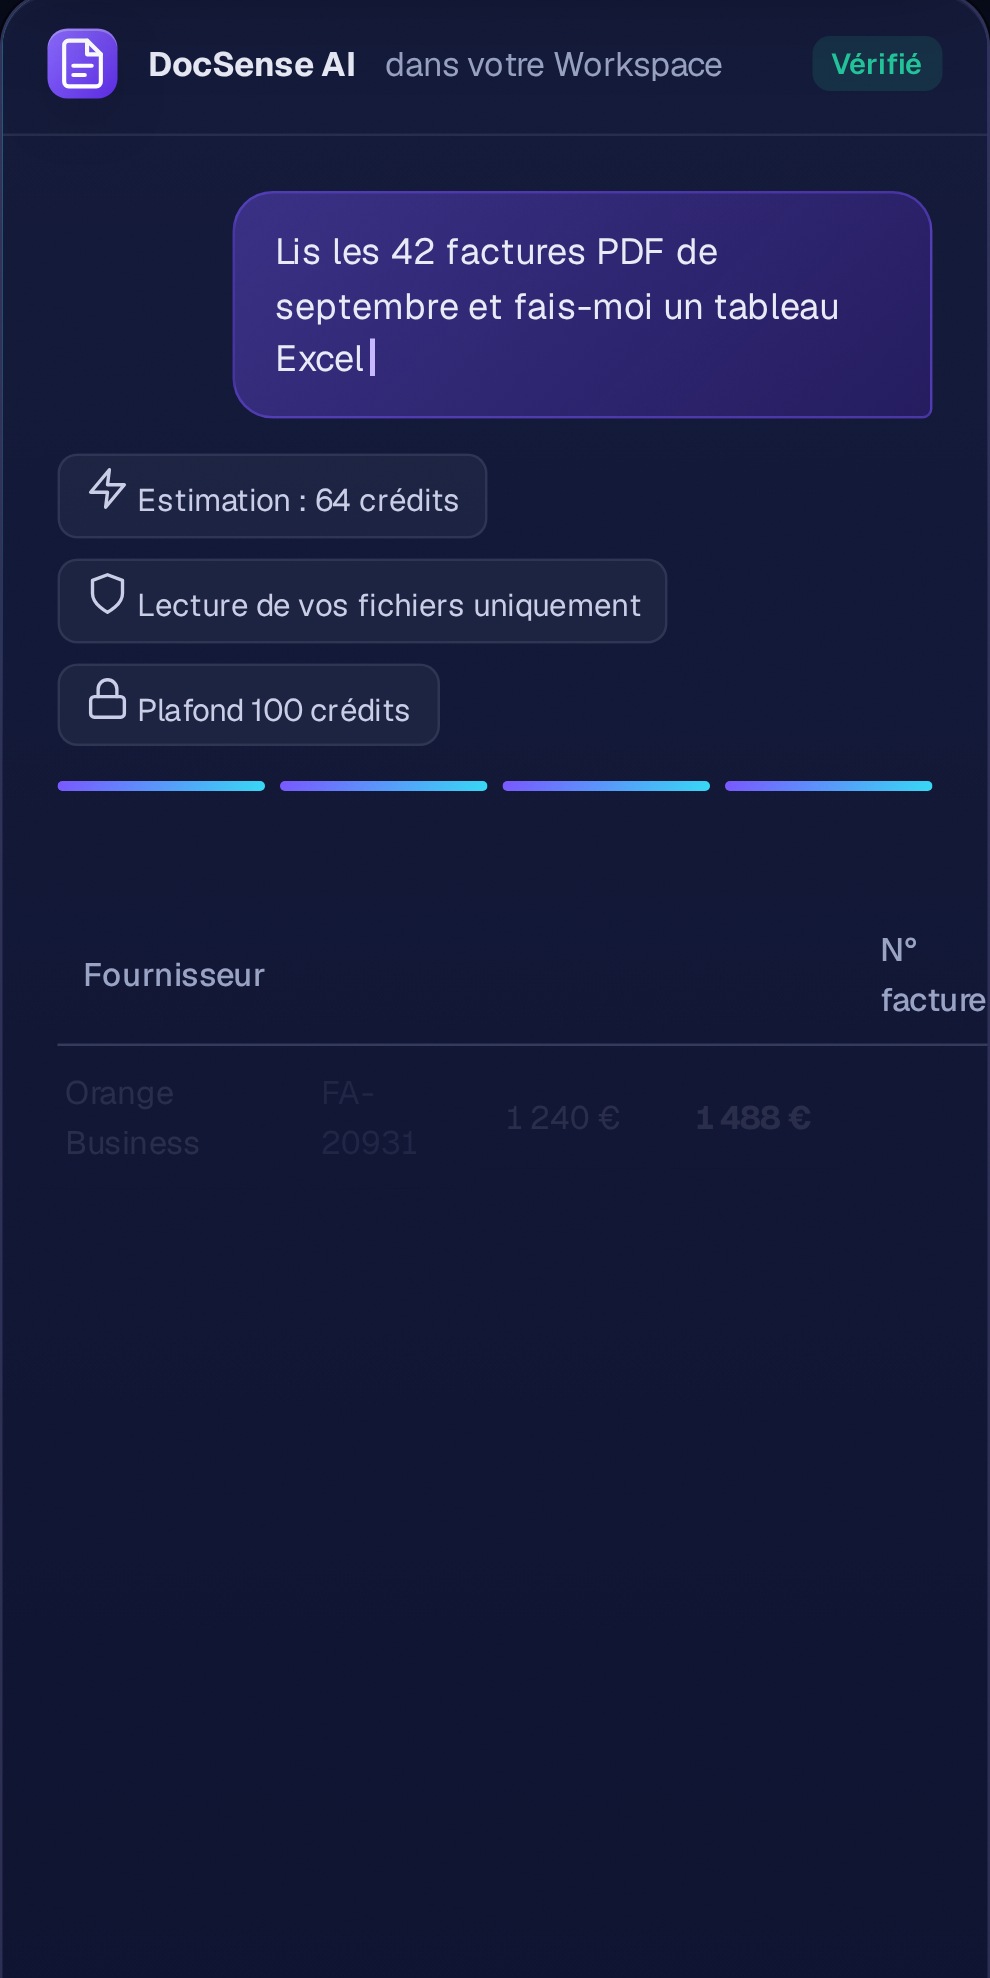 DocSense AI dans votre Workspace Vérifié
Lis les 42 factures PDF de
septembre et fais-moi un tableau
Excel
Estimation : 64 crédits
Lecture de vos fichiers uniquement
Plafond 100 crédits
Fournisseur N°
facture
Orange FA-
Business 20931 1 240 € 1 488 €